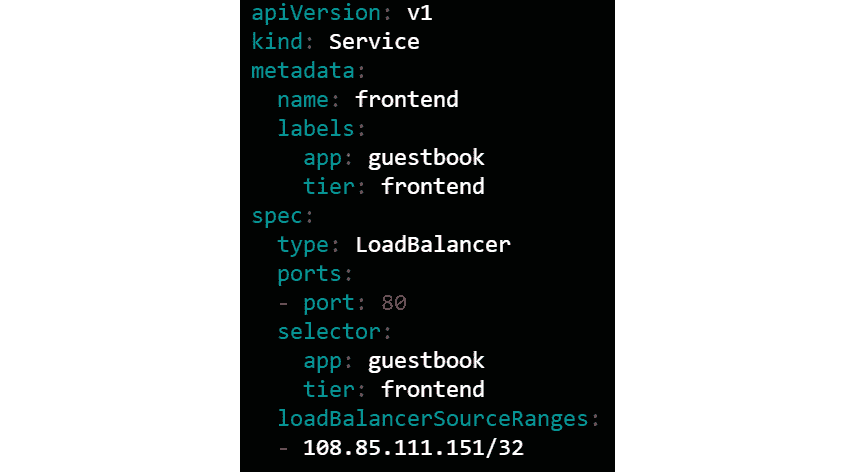 apiVersion: v1
kind: Service
metadata:
  name: frontend
  labels:
    app: guestbook
    tier: frontend
spec:
  type: LoadBalancer
  ports:
  - port: 80
  selector:
    app: guestbook
    tier: frontend
  loadBalancerSourceRanges:
  - 108.85.111.151/32